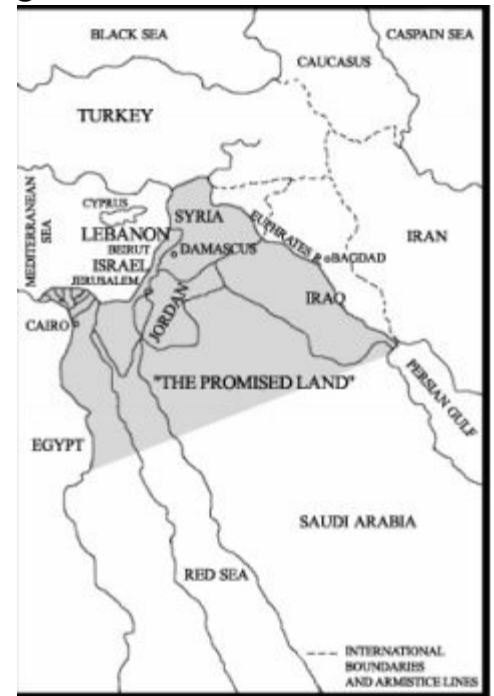 BLACK SEA
CASPAIN SEA
CAUCASUS
TURKEY
MEDITERRANEAN
SEA
CYPRUS
SYRIA
LEBANON
BEIRUT
EUPHRATES R
DAMASCUS
BAGDAD
IRAN
ISRAEL
JERUSALEM
JORDAN
IRAQ
CAIRO
"THE PROMISED LAND"
PERSIAN GULF
EGYPT
SAUDI ARABIA
RED SEA
INTERNATIONAL
BOUNDARIES
AND ARMISTICE LINES